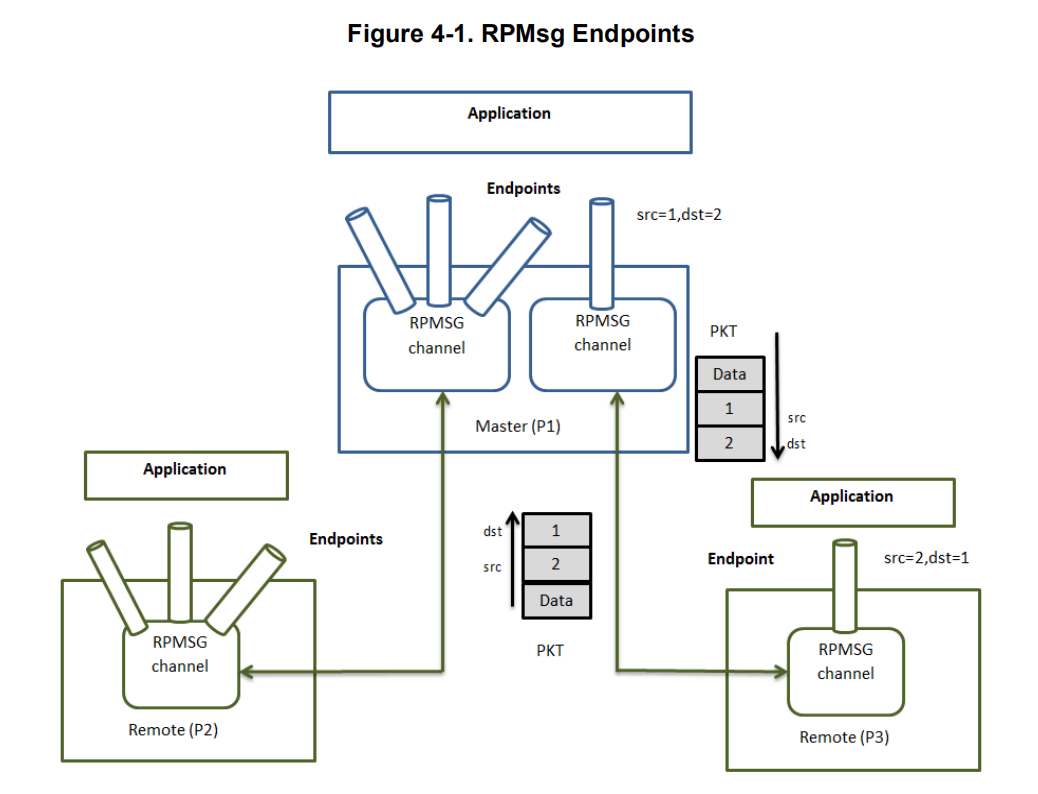 Figure 4-1. RPMsg Endpoints
Application
Endpoints
src=1,dst=2
RPMSG
channel
RPMSG
channel
Master (P1)
PKT
Data
1
src
2
dst
Application
Endpoints
RPMSG
channel
Remote (P2)
dst
1
src
2
Data
PKT
Application
Endpoint
src=2,dst=1
RPMSG
channel
Remote (P3)